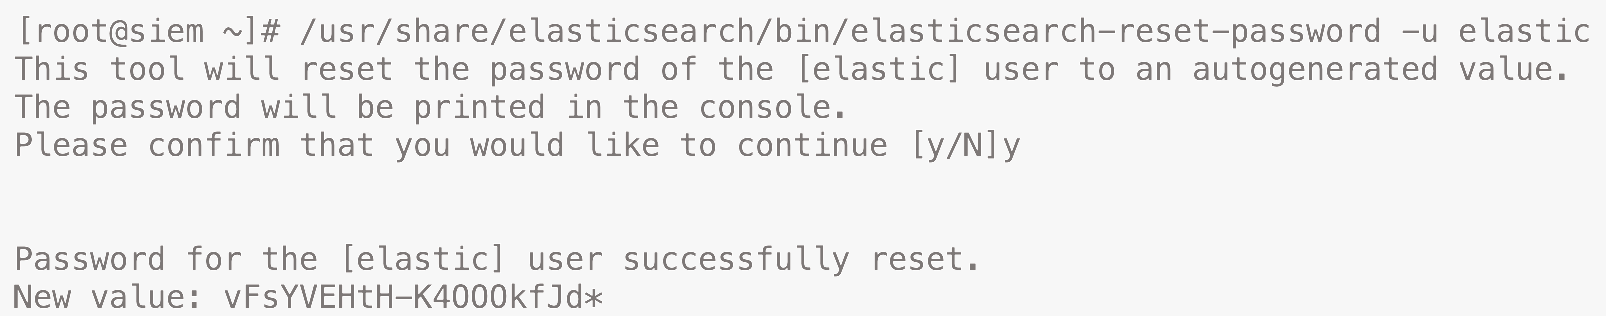 [root@siem ~]# /usr/share/elasticsearch/bin/elasticsearch-reset-password -u elastic
This tool will reset the password of the [elastic] user to an autogenerated value.
The password will be printed in the console.
Please confirm that you would like to continue [y/N]y
Password for the [elastic] user successfully reset.
New value: vFsYVEHtH-K4OOOkfJd*